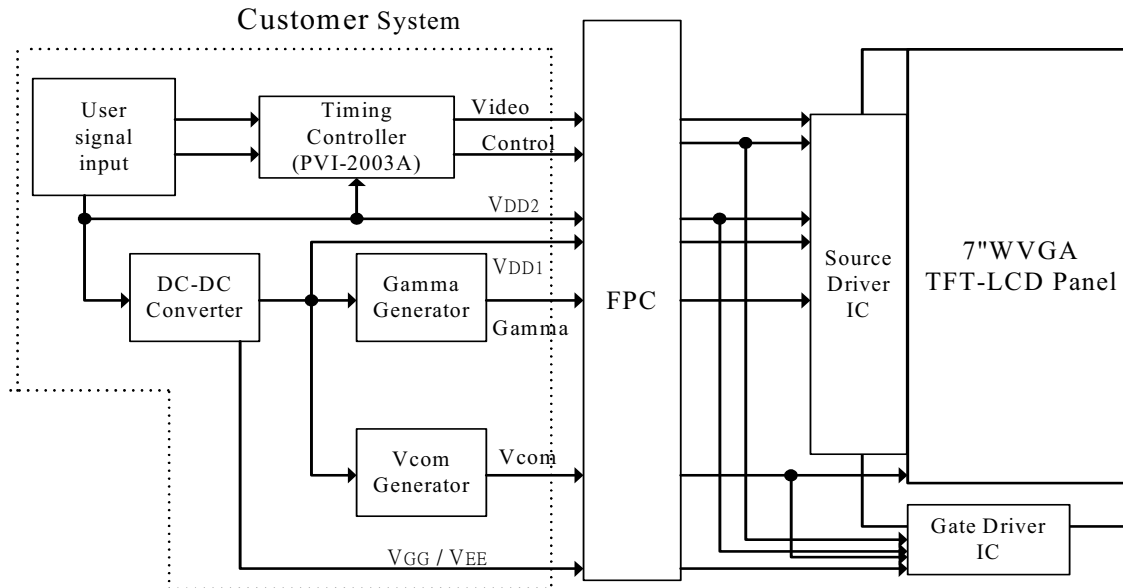 Customer System
User
signal
input
Timing
Controller
(PVI-2003A)
Video
Control
VDD2
DC-DC
Converter
VDD1
Gamma
Generator
Gamma
Vcom
Generator
Vcom
VGG / VEE
FPC
Source
Driver
IC
7"WVGA
TFT-LCD Panel
Gate Driver
IC